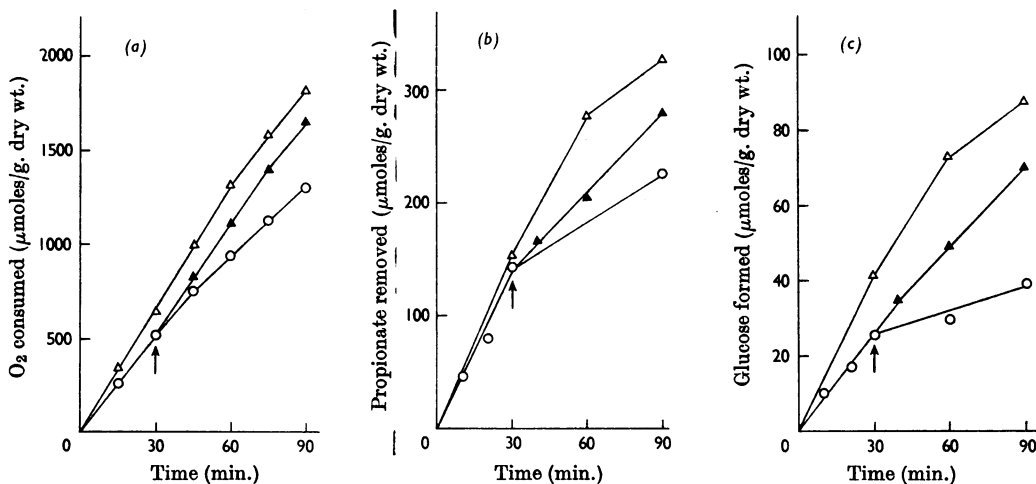 (a)
O₂ consumed (μmoles/g. dry wt.)
2000
1500
1000
500
0
30
60
90
Time (min.)
(b)
Propionate removed (μmoles/g. dry wt.)
300
200
100
0
30
60
90
Time (min.)
(c)
Glucose formed (μmoles/g. dry wt.)
100
80
60
40
20
0
30
60
90
Time (min.)